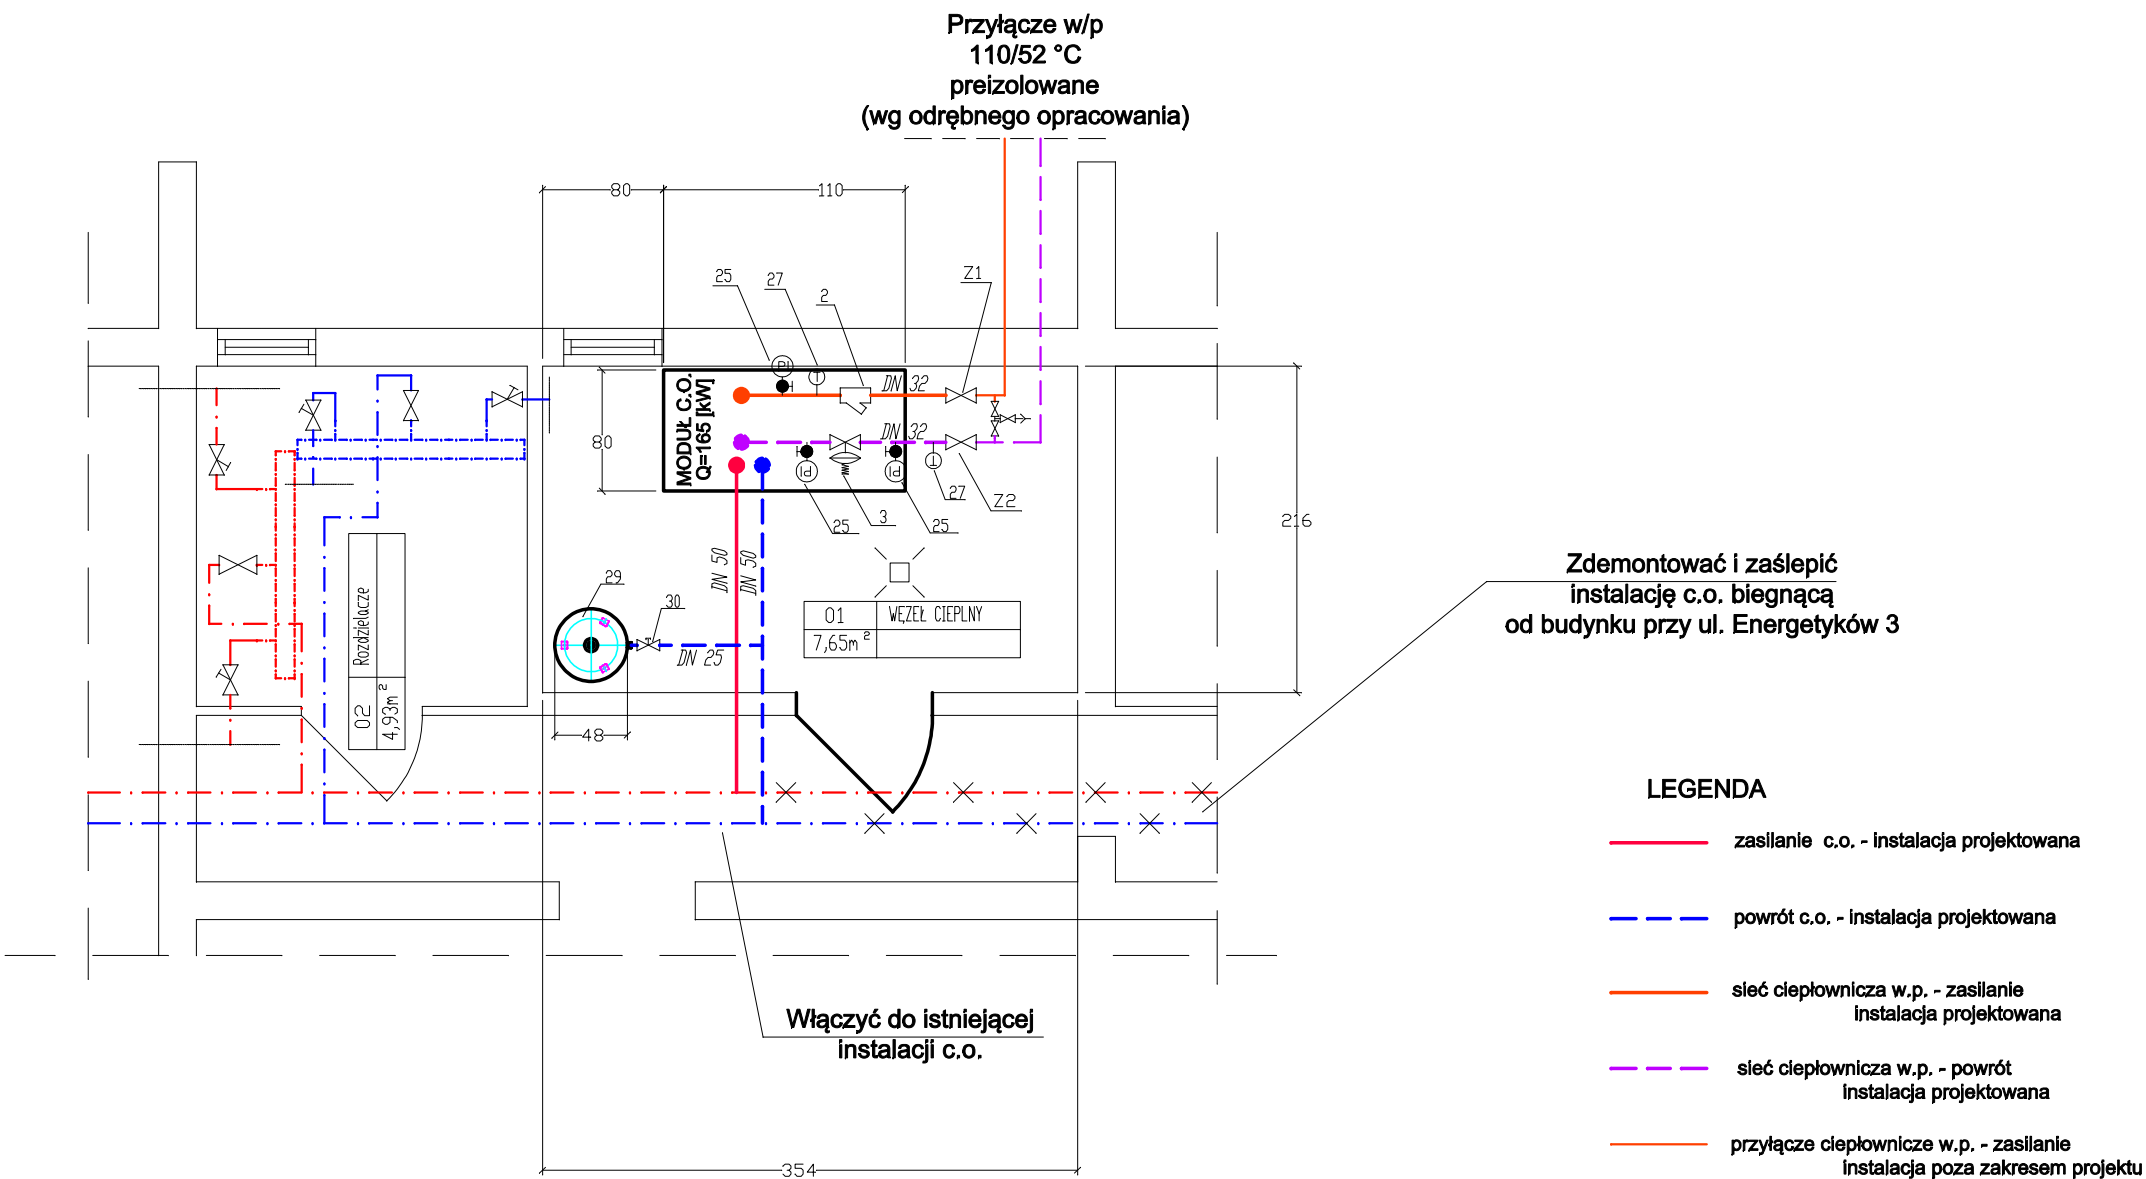 Przyłącze w/p
110/52 °C
preizolowane
(wg odrębnego opracowania)
80
110
25
27
2
Z1
PI
T
DN 32
MODUŁ C.O.
Q=165 [kW]
80
DN 32
PI
PI
T
27
Z2
25
3
25
216
DN 50
DN 50
29
30
DN 25
01
WĘZEŁ CIEPLNY
7,65m²
Rozdzielacze
02
4,93m²
48
Zdemontować i zaślepić
instalację c.o. biegnącą
od budynku przy ul. Energetyków 3
Włączyć do istniejącej
instalacji c.o.
354
LEGENDA
zasilanie c.o. - instalacja projektowana
powrót c.o. - instalacja projektowana
sieć ciepłownicza w.p. - zasilanie
instalacja projektowana
sieć ciepłownicza w.p. - powrót
instalacja projektowana
przyłącze ciepłownicze w.p. - zasilanie
instalacja poza zakresem projektu